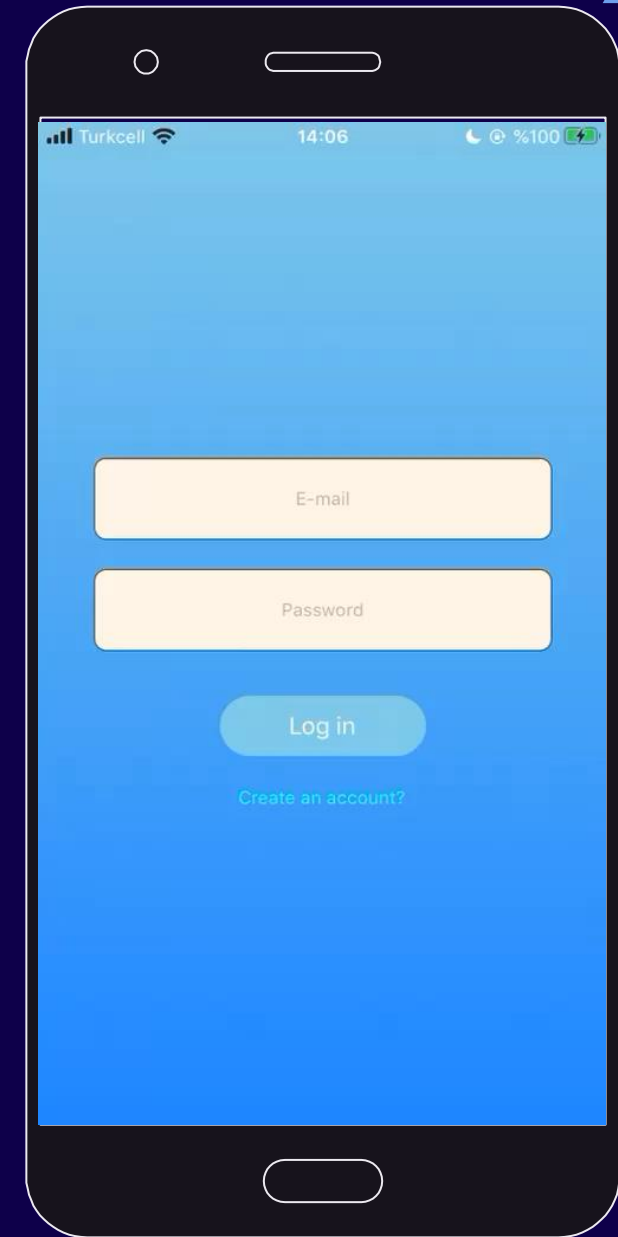 Turkcell 14:06 %100
E-mail
Password
Log in
Create an account?